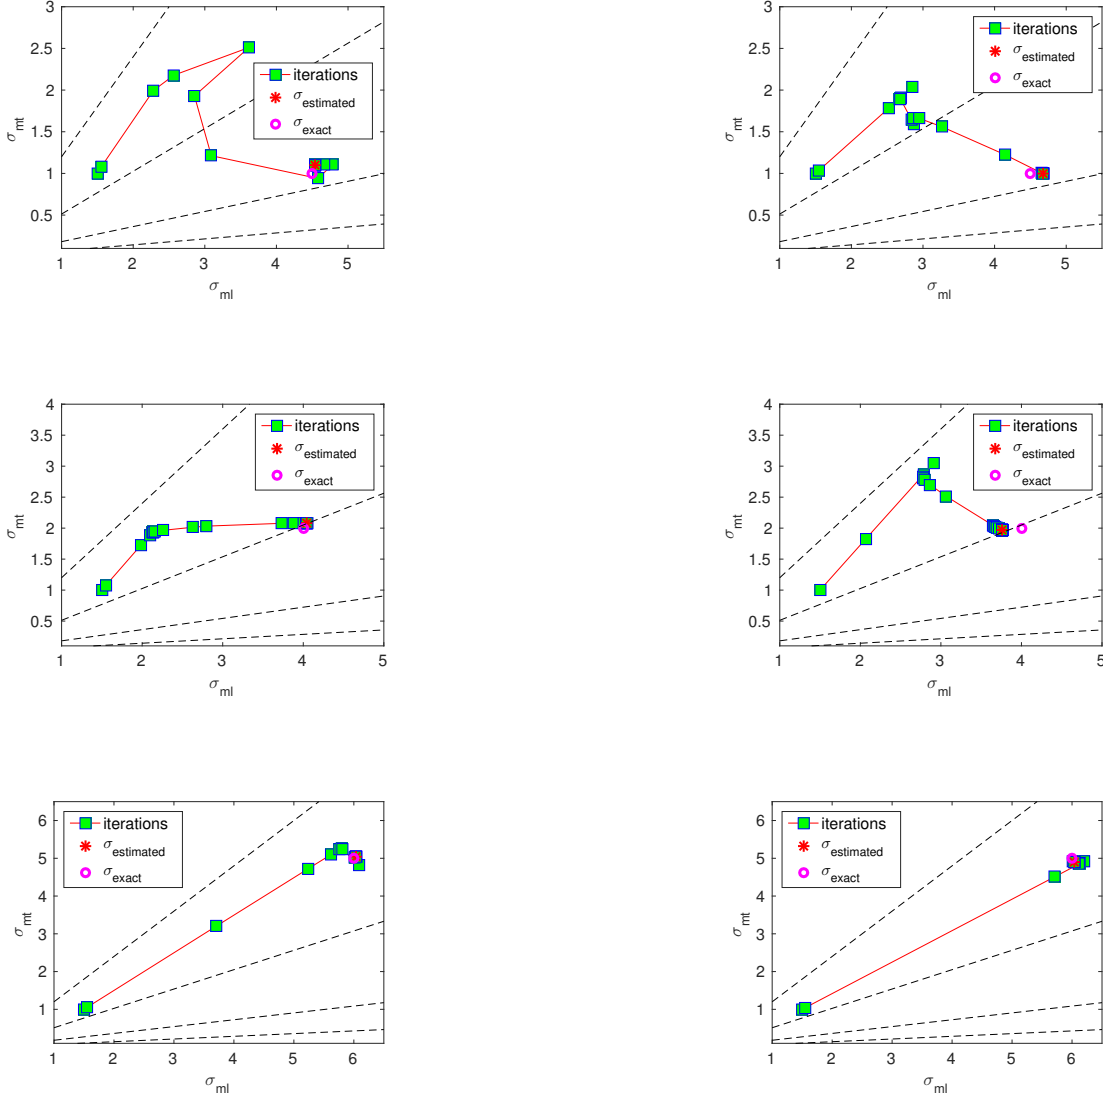 3
2.5
2
1.5
1
0.5
σmt
1 2 3 4 5
σml
iterations
σestimated
σexact
3
2.5
2
1.5
1
0.5
σmt
1 2 3 4 5
σml
iterations
σestimated
σexact
4
3.5
3
2.5
2
1.5
1
0.5
σmt
1 2 3 4 5
σml
iterations
σestimated
σexact
4
3.5
3
2.5
2
1.5
1
0.5
σmt
1 2 3 4 5
σml
iterations
σestimated
σexact
6
5
4
3
2
1
σmt
1 2 3 4 5 6
σml
iterations
σestimated
σexact
6
5
4
3
2
1
σmt
1 2 3 4 5 6
σml
iterations
σestimated
σexact